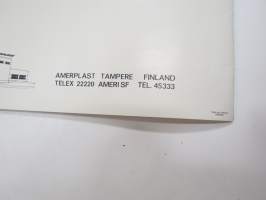 AMERPLAST TAMPERE FINLAND
TELEX 22220 AMERI SF TEL. 45333